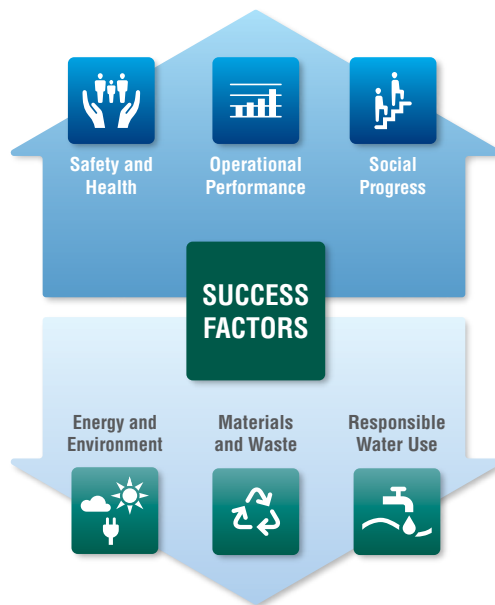 Safety and
Health
Operational
Performance
Social
Progress
SUCCESS
FACTORS
Energy and
Environment
Materials
and Waste
Responsible
Water Use